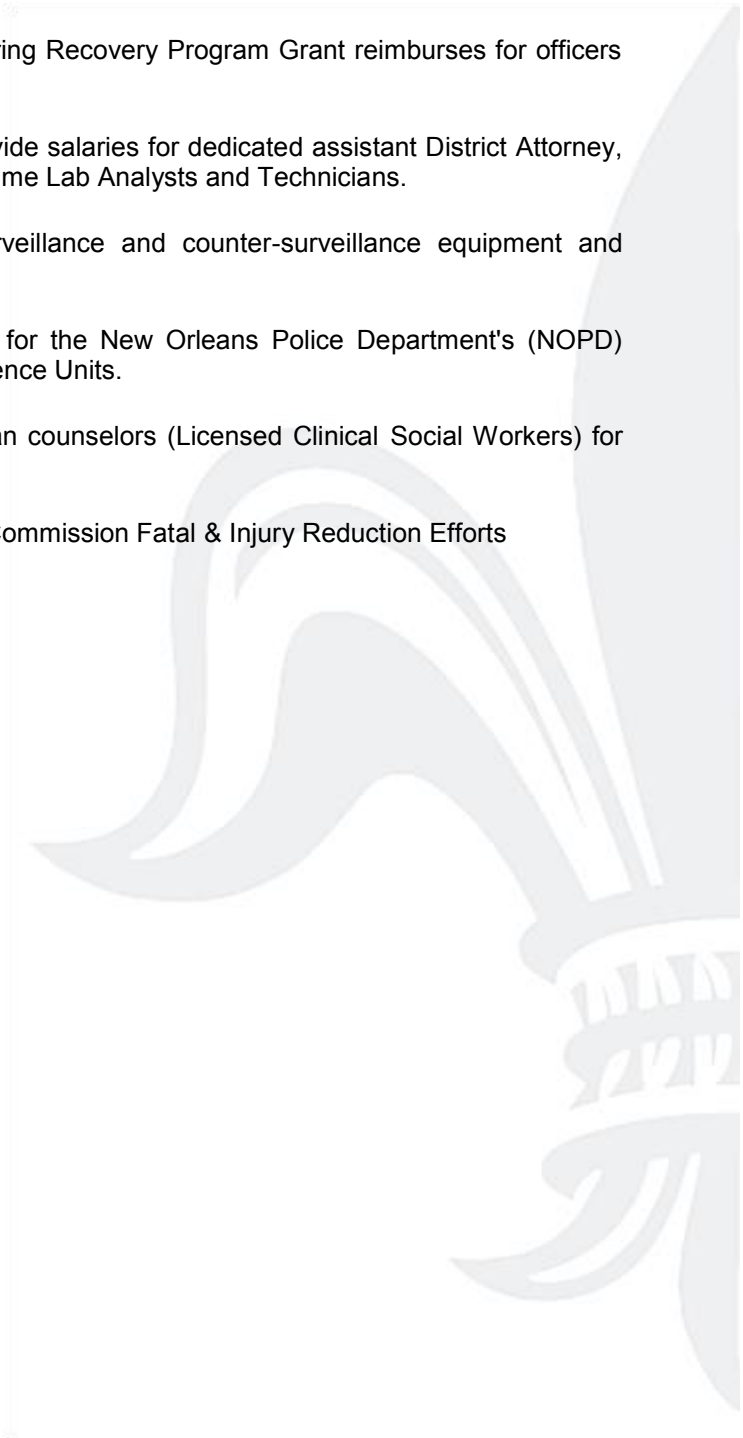 ring Recovery Program Grant reimburses for officers
vide salaries for dedicated assistant District Attorney,
me Lab Analysts and Technicians.
rveillance and counter-surveillance equipment and
for the New Orleans Police Department's (NOPD)
ence Units.
an counselors (Licensed Clinical Social Workers) for
Commission Fatal & Injury Reduction Efforts